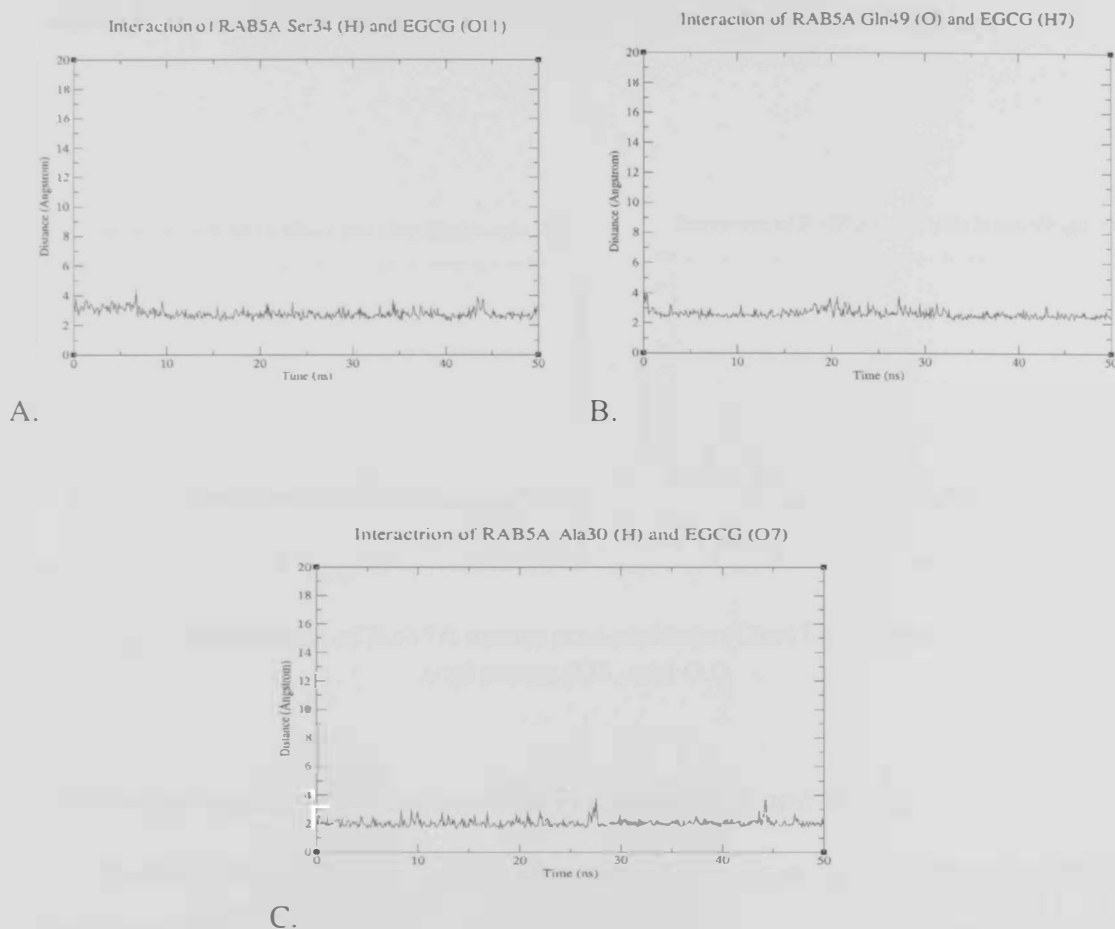 Interaction of RAB5A Ser34 (H) and EGCG (O11)
20
18
16
14
12
10
8
6
4
2
0
Distance (Angstrom)
0 10 20 30 40 50
Time (ns)
A.
Interaction of RAB5A Gln49 (O) and EGCG (H7)
20
18
16
14
12
10
8
6
4
2
0
Distance (Angstrom)
0 10 20 30 40 50
Time (ns)
B.
Interactrion of RAB5A Ala30 (H) and EGCG (O7)
20
18
16
14
12
10
8
6
4
2
0
Distance (Angstrom)
0 10 20 30 40 50
Time (ns)
C.